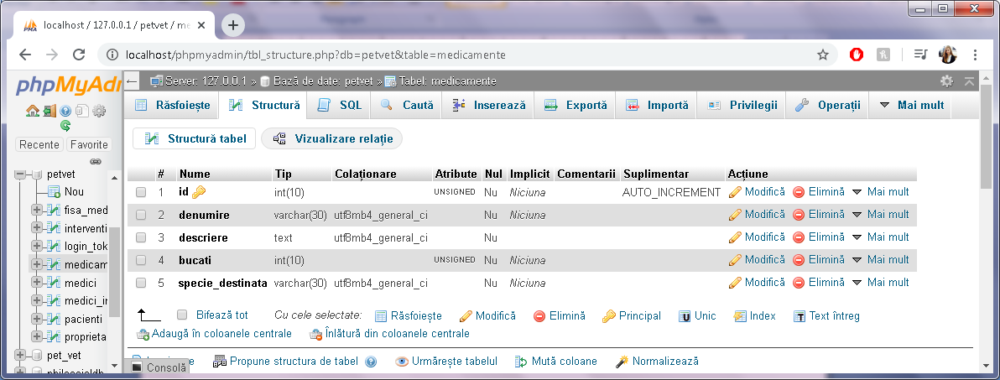 localhost / 127.0.0.1 / petvet / me
localhost/phpmyadmin/tbl_structure.php?db=petvet&table=medicamente
phpMyAdm
Recente Favorite
petvet
Nou
fisa_med
interventi
login_tok
medicam
medici
medici_in
pacienti
proprieta
pet_vet
Server: 127.0.0.1 » Bază de date: petvet » Tabel: medicamente
Răsfoiește Structură SQL Caută Inserează Exportă Importă Privilegii Operații Mai mult
Structură tabel Vizualizare relație
# Nume Tip Colaționare Atribute Nul Implicit Comentarii Suplimentar Acțiune
1 id int(10) UNSIGNED Nu Niciuna AUTO_INCREMENT Modifică Elimină Mai mult
2 denumire varchar(30) utf8mb4_general_ci Nu Niciuna Modifică Elimină Mai mult
3 descriere text utf8mb4_general_ci Nu Modifică Elimină Mai mult
4 bucati int(10) UNSIGNED Nu Niciuna Modifică Elimină Mai mult
5 specie_destinata varchar(30) utf8mb4_general_ci Nu Niciuna Modifică Elimină Mai mult
Bifează tot Cu cele selectate: Răsfoiește Modifică Elimină Principal Unic Index Text întreg
Adaugă în coloanele centrale Înlătură din coloanele centrale
Propune structura de tabel Urmărește tabelul Mută coloane Normalizează
Consolă